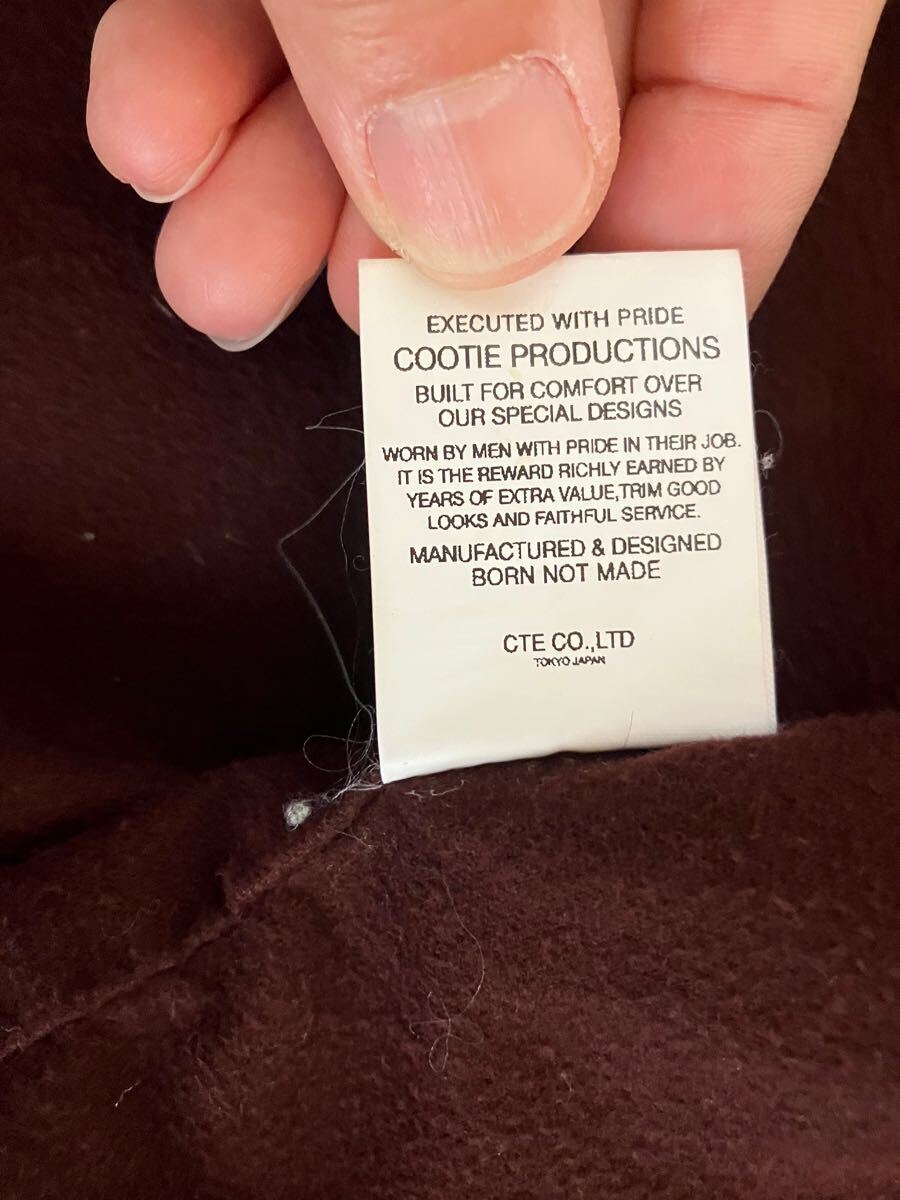 EXECUTED WITH PRIDE
COOTIE PRODUCTIONS
BUILT FOR COMFORT OVER
OUR SPECIAL DESIGNS
WORN BY MEN WITH PRIDE IN THEIR JOB.
IT IS THE REWARD RICHLY EARNED BY
YEARS OF EXTRA VALUE,TRIM GOOD
LOOKS AND FAITHFUL SERVICE.
MANUFACTURED & DESIGNED
BORN NOT MADE
CTE CO.,LTD
TOKYO JAPAN